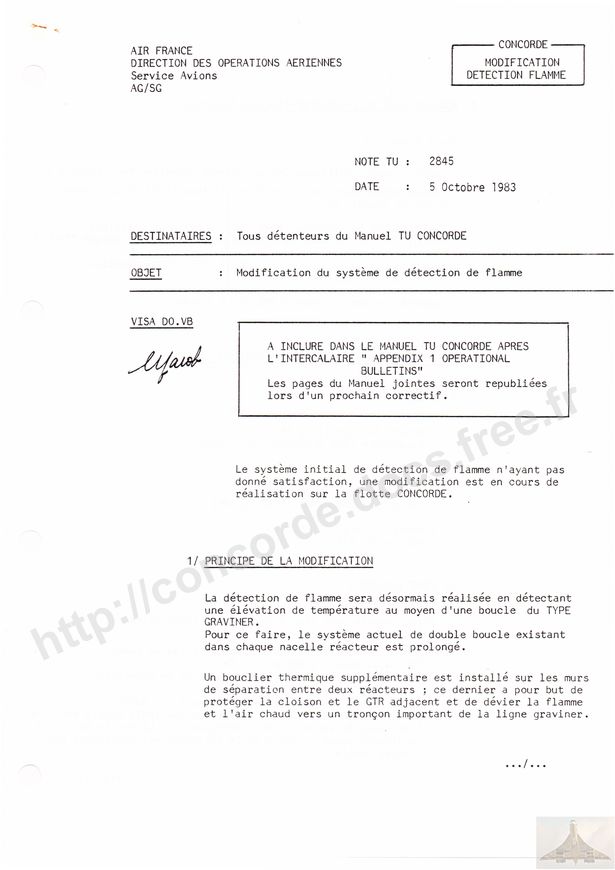 AIR FRANCE
DIRECTION DES OPERATIONS AERIENNES
Service Avions
AG/SG
CONCORDE
MODIFICATION
DETECTION FLAMME
NOTE TU : 2845
DATE : 5 Octobre 1983
DESTINATAIRES : Tous détenteurs du Manuel TU CONCORDE
OBJET : Modification du système de détection de flamme
VISA DO.VB
A INCLURE DANS LE MANUEL TU CONCORDE APRES
L'INTERCALAIRE " APPENDIX 1 OPERATIONAL
BULLETINS"
Les pages du Manuel jointes seront republiées
lors d'un prochain correctif.
Le système initial de détection de flamme n'ayant pas
donné satisfaction, une modification est en cours de
réalisation sur la flotte CONCORDE.
1/ PRINCIPE DE LA MODIFICATION
La détection de flamme sera désormais réalisée en détectant
une élévation de température au moyen d'une boucle du TYPE
GRAVINER.
Pour ce faire, le système actuel de double boucle existant
dans chaque nacelle réacteur est prolongé.
Un bouclier thermique supplémentaire est installé sur les murs
de séparation entre deux réacteurs ; ce dernier a pour but de
protéger la cloison et le GTR adjacent et de dévier la flamme
et l'air chaud vers un tronçon important de la ligne graviner.
.../...
http://concorde.docs.free.fr